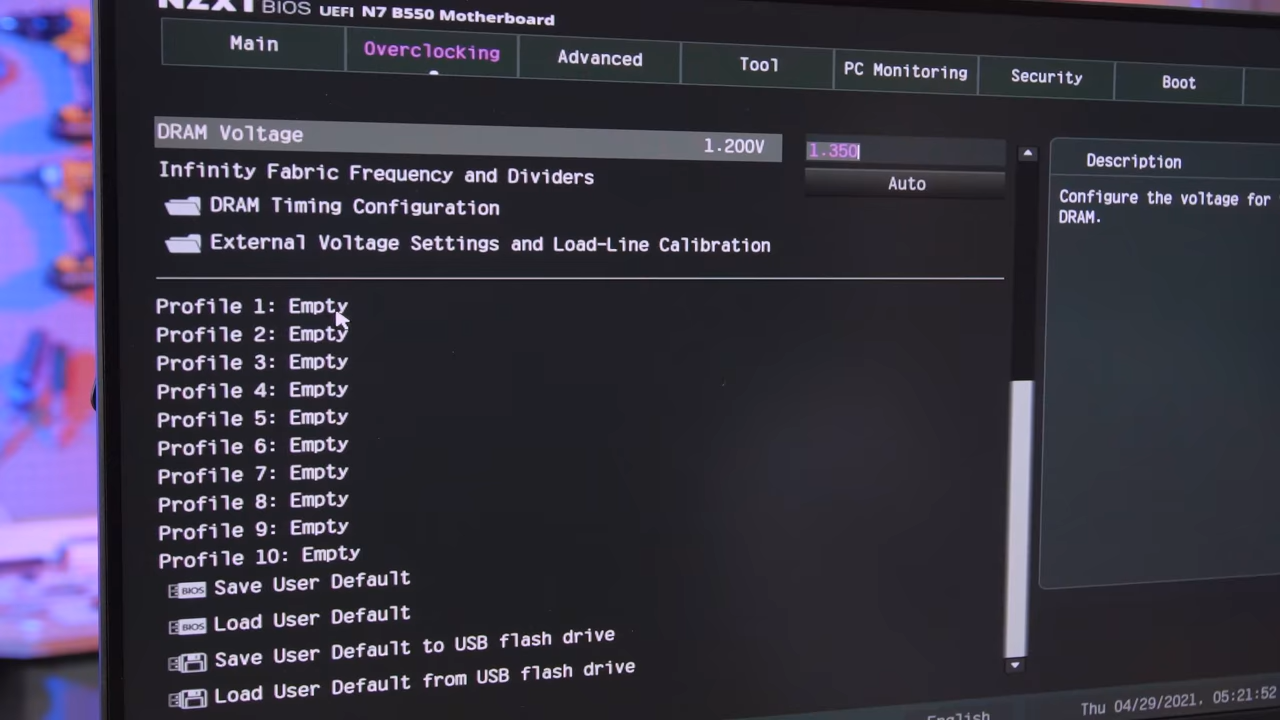 NZXT BIOS UEFI N7 B550 Motherboard
Main Overclocking Advanced Tool PC Monitoring Security Boot
DRAM Voltage 1.200V 1.350
Auto
Infinity Fabric Frequency and Dividers
DRAM Timing Configuration
External Voltage Settings and Load-Line Calibration
Profile 1: Empty
Profile 2: Empty
Profile 3: Empty
Profile 4: Empty
Profile 5: Empty
Profile 6: Empty
Profile 7: Empty
Profile 8: Empty
Profile 9: Empty
Profile 10: Empty
BIOS Save User Default
BIOS Load User Default
Save User Default to USB flash drive
Load User Default from USB flash drive
Description
Configure the voltage for
DRAM.
English
Thu 04/29/2021, 05:21:52